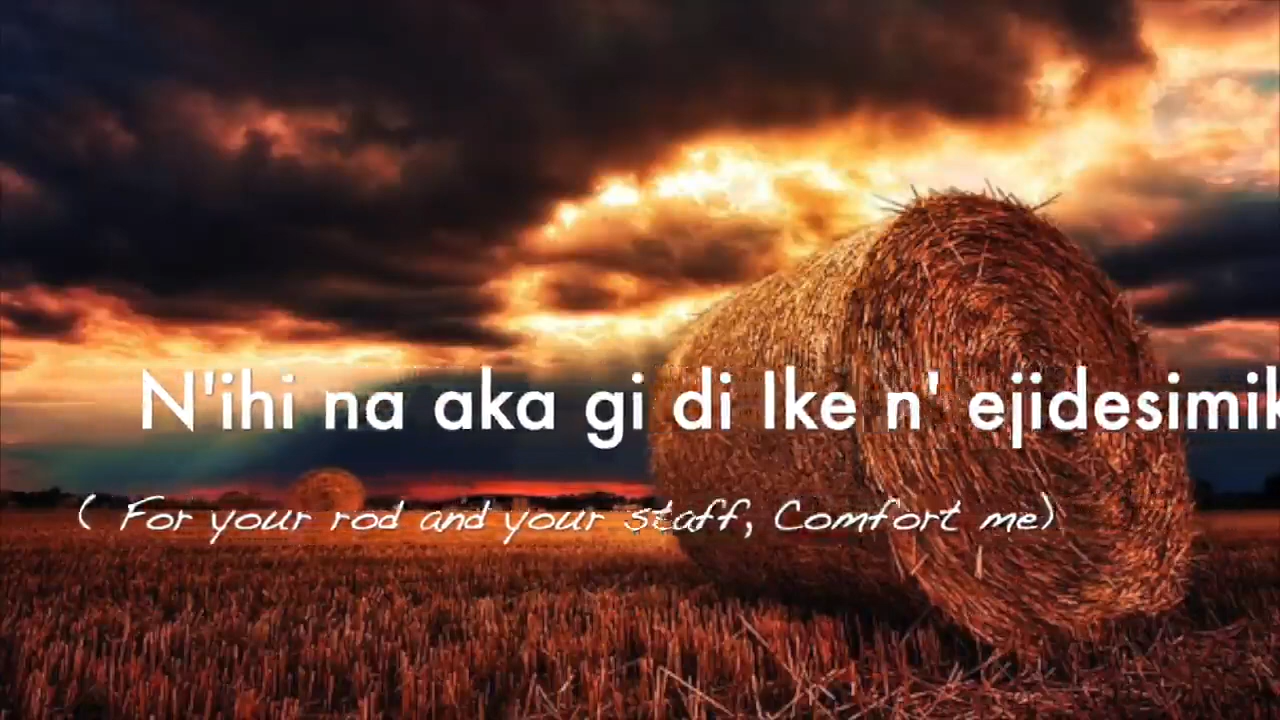 N'ihi na aka gi di Ike n' ejidesimik
( For your rod and your staff, Comfort me)